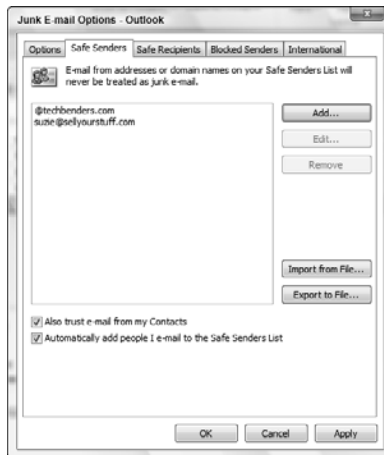 Junk E-mail Options - Outlook
Options Safe Senders Safe Recipients Blocked Senders International
E-mail from addresses or domain names on your Safe Senders List will
never be treated as junk e-mail.
@techbenders.com
suzie@sellyourstuff.com
Add...
Edit...
Remove
Import from File...
Export to File...
Also trust e-mail from my Contacts
Automatically add people I e-mail to the Safe Senders List
OK Cancel Apply